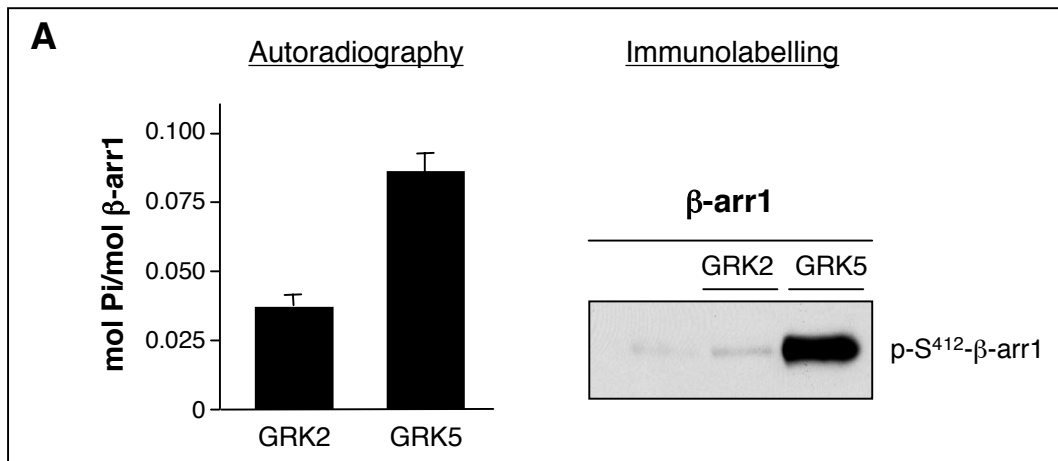 A
Autoradiography
mol Pi/mol β-arr1
0.100
0.075
0.050
0.025
0
GRK2 GRK5
Immunolabelling
β-arr1
GRK2 GRK5
p-S⁴¹²-β-arr1